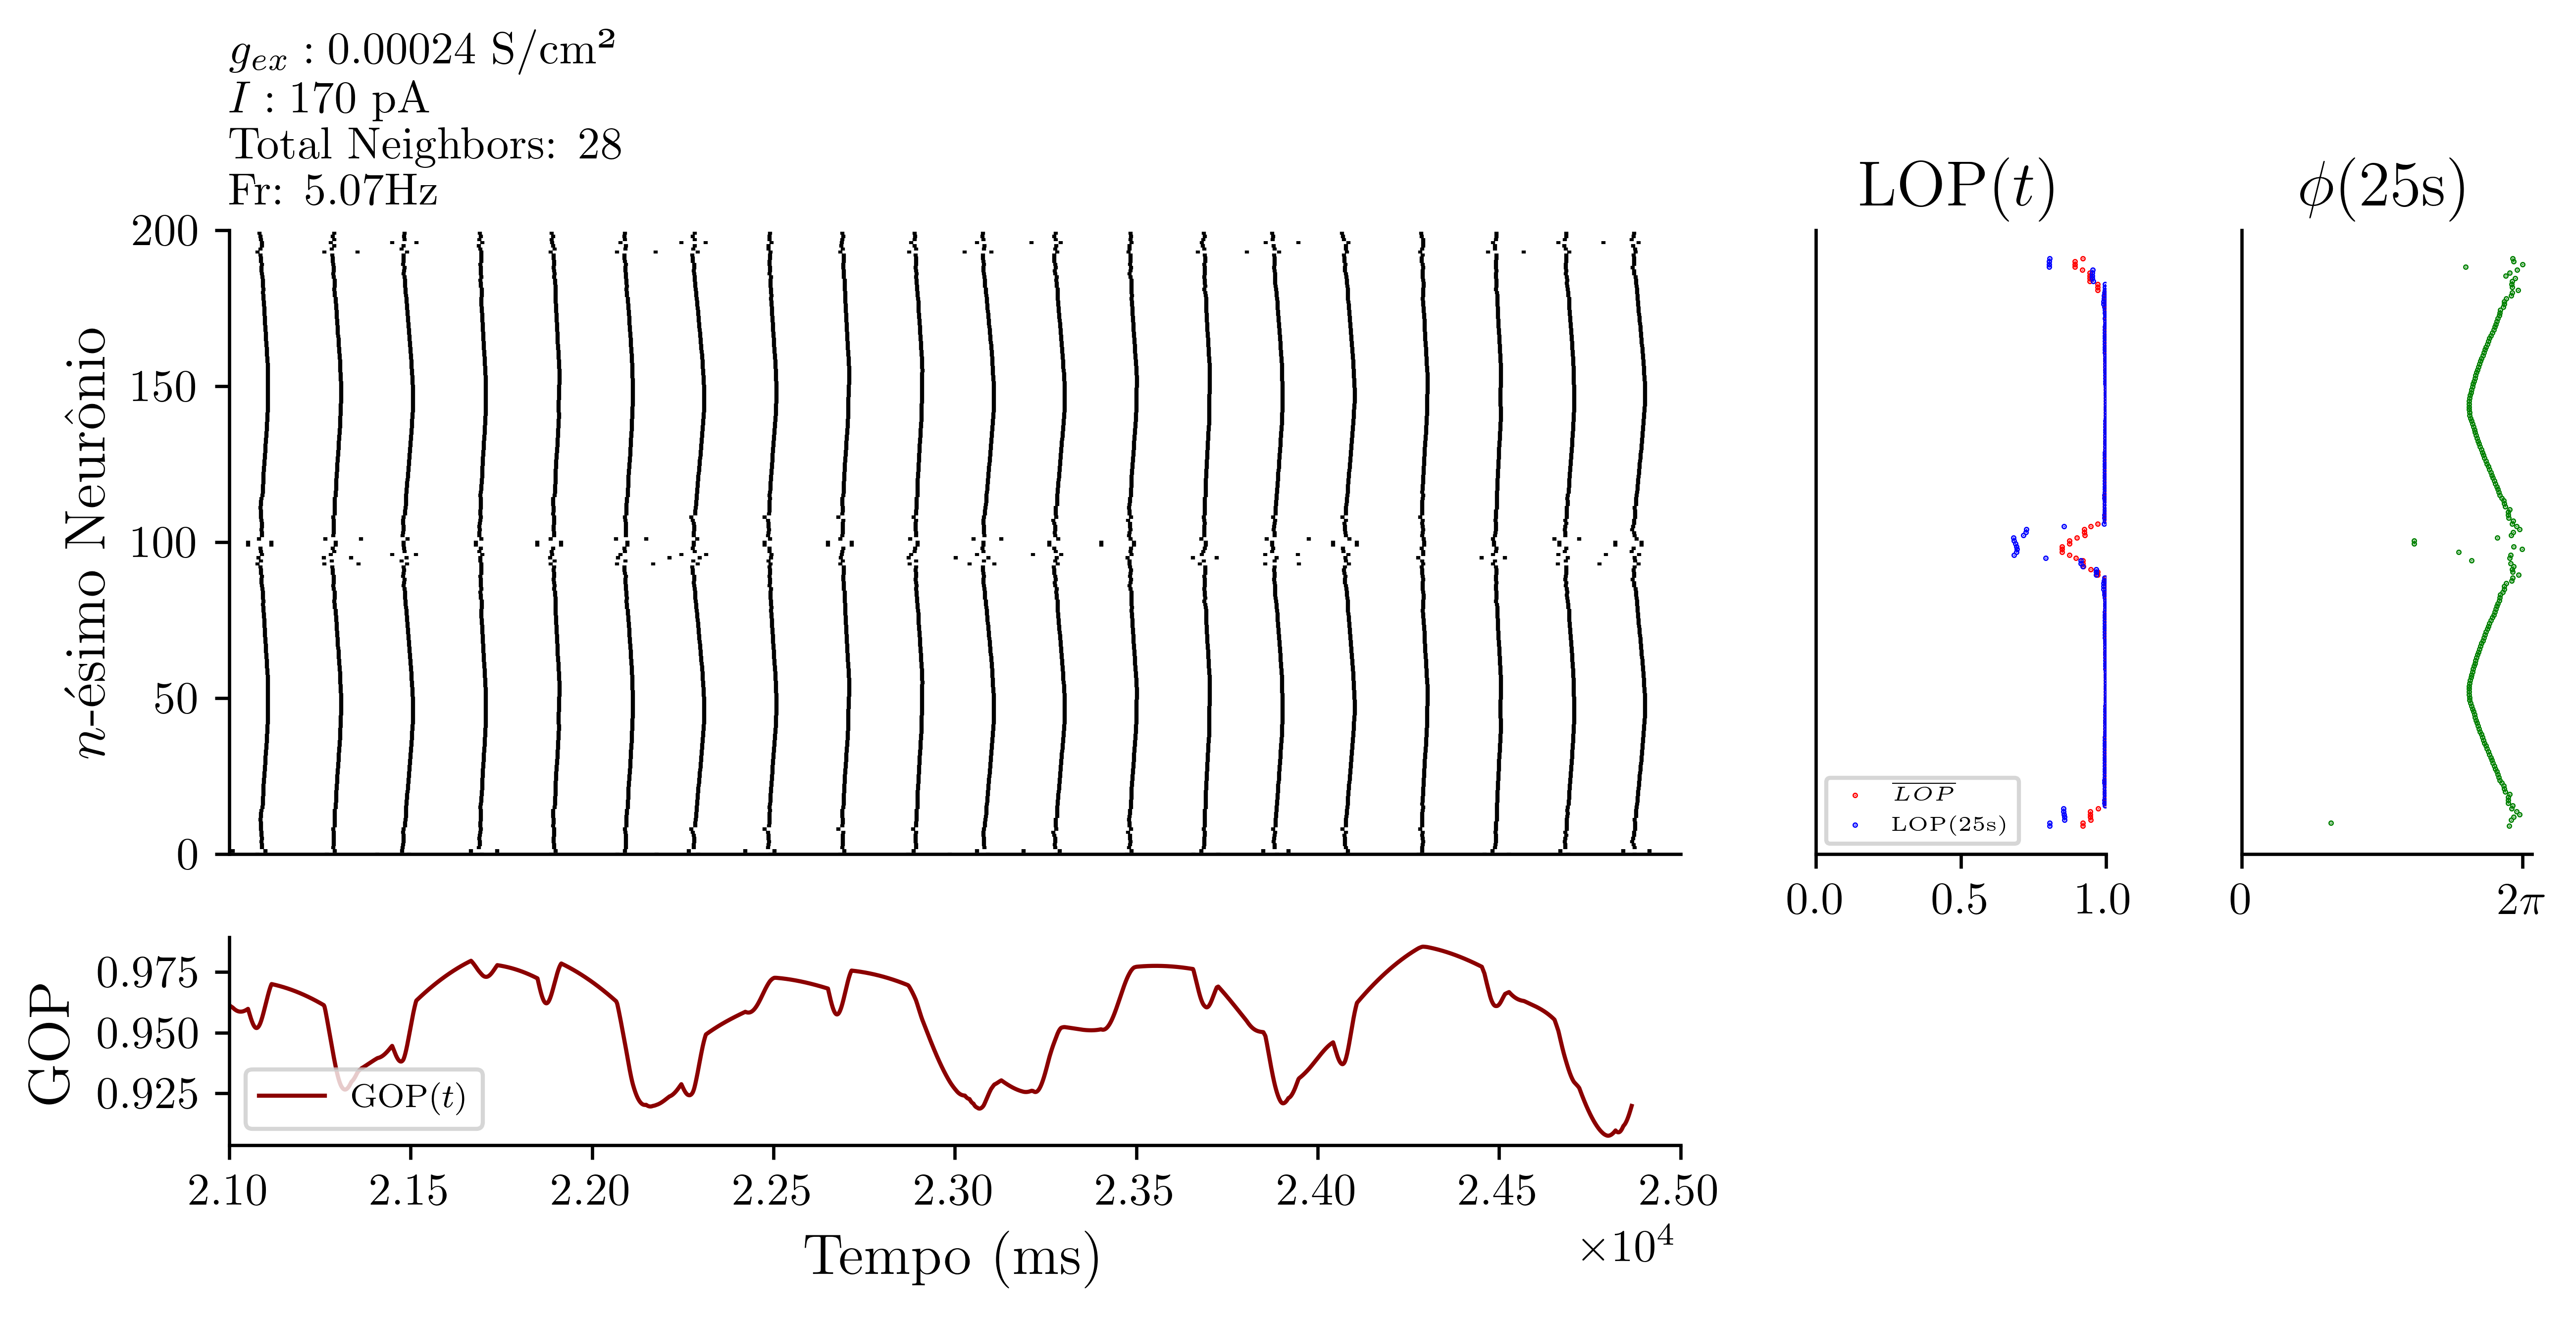 g_ex : 0.00024 S/cm²
I : 170 pA
Total Neighbors: 28
Fr: 5.07Hz
LOP(t)
ϕ(25s)
n-ésimo Neurônio
200
150
100
50
0
L̅O̅P̅
LOP(25s)
0.0 0.5 1.0
0 2π
GOP
0.975
0.950
0.925
GOP(t)
2.10 2.15 2.20 2.25 2.30 2.35 2.40 2.45 2.50
×10⁴
Tempo (ms)